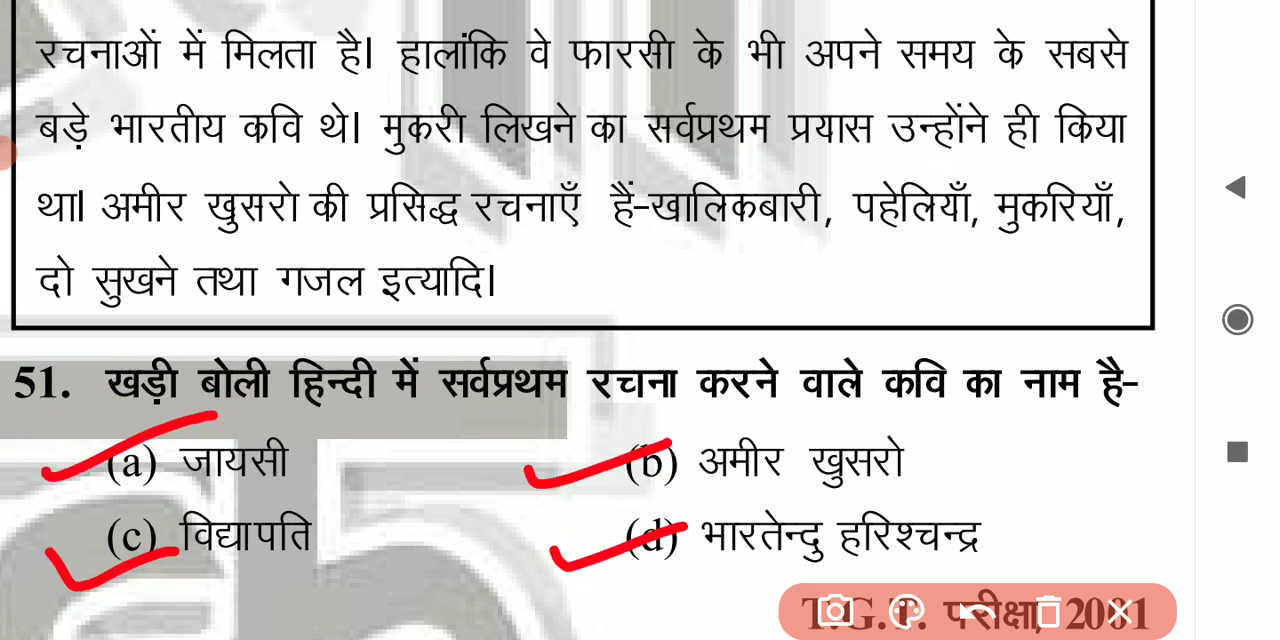 रचनाओं में मिलता है। हालांकि वे फारसी के भी अपने समय के सबसे
बड़े भारतीय कवि थे। मुकरी लिखने का सर्वप्रथम प्रयास उन्होंने ही किया
था। अमीर खुसरो की प्रसिद्ध रचनाएँ हैं-खालिकबारी, पहेलियाँ, मुकरियाँ,
दो सुखने तथा गजल इत्यादि।
51. खड़ी बोली हिन्दी में सर्वप्रथम रचना करने वाले कवि का नाम है-
(a) जायसी (b) अमीर खुसरो
(c) विद्यापति (d) भारतेन्दु हरिश्चन्द्र
T.G.T. परीक्षा, 2001